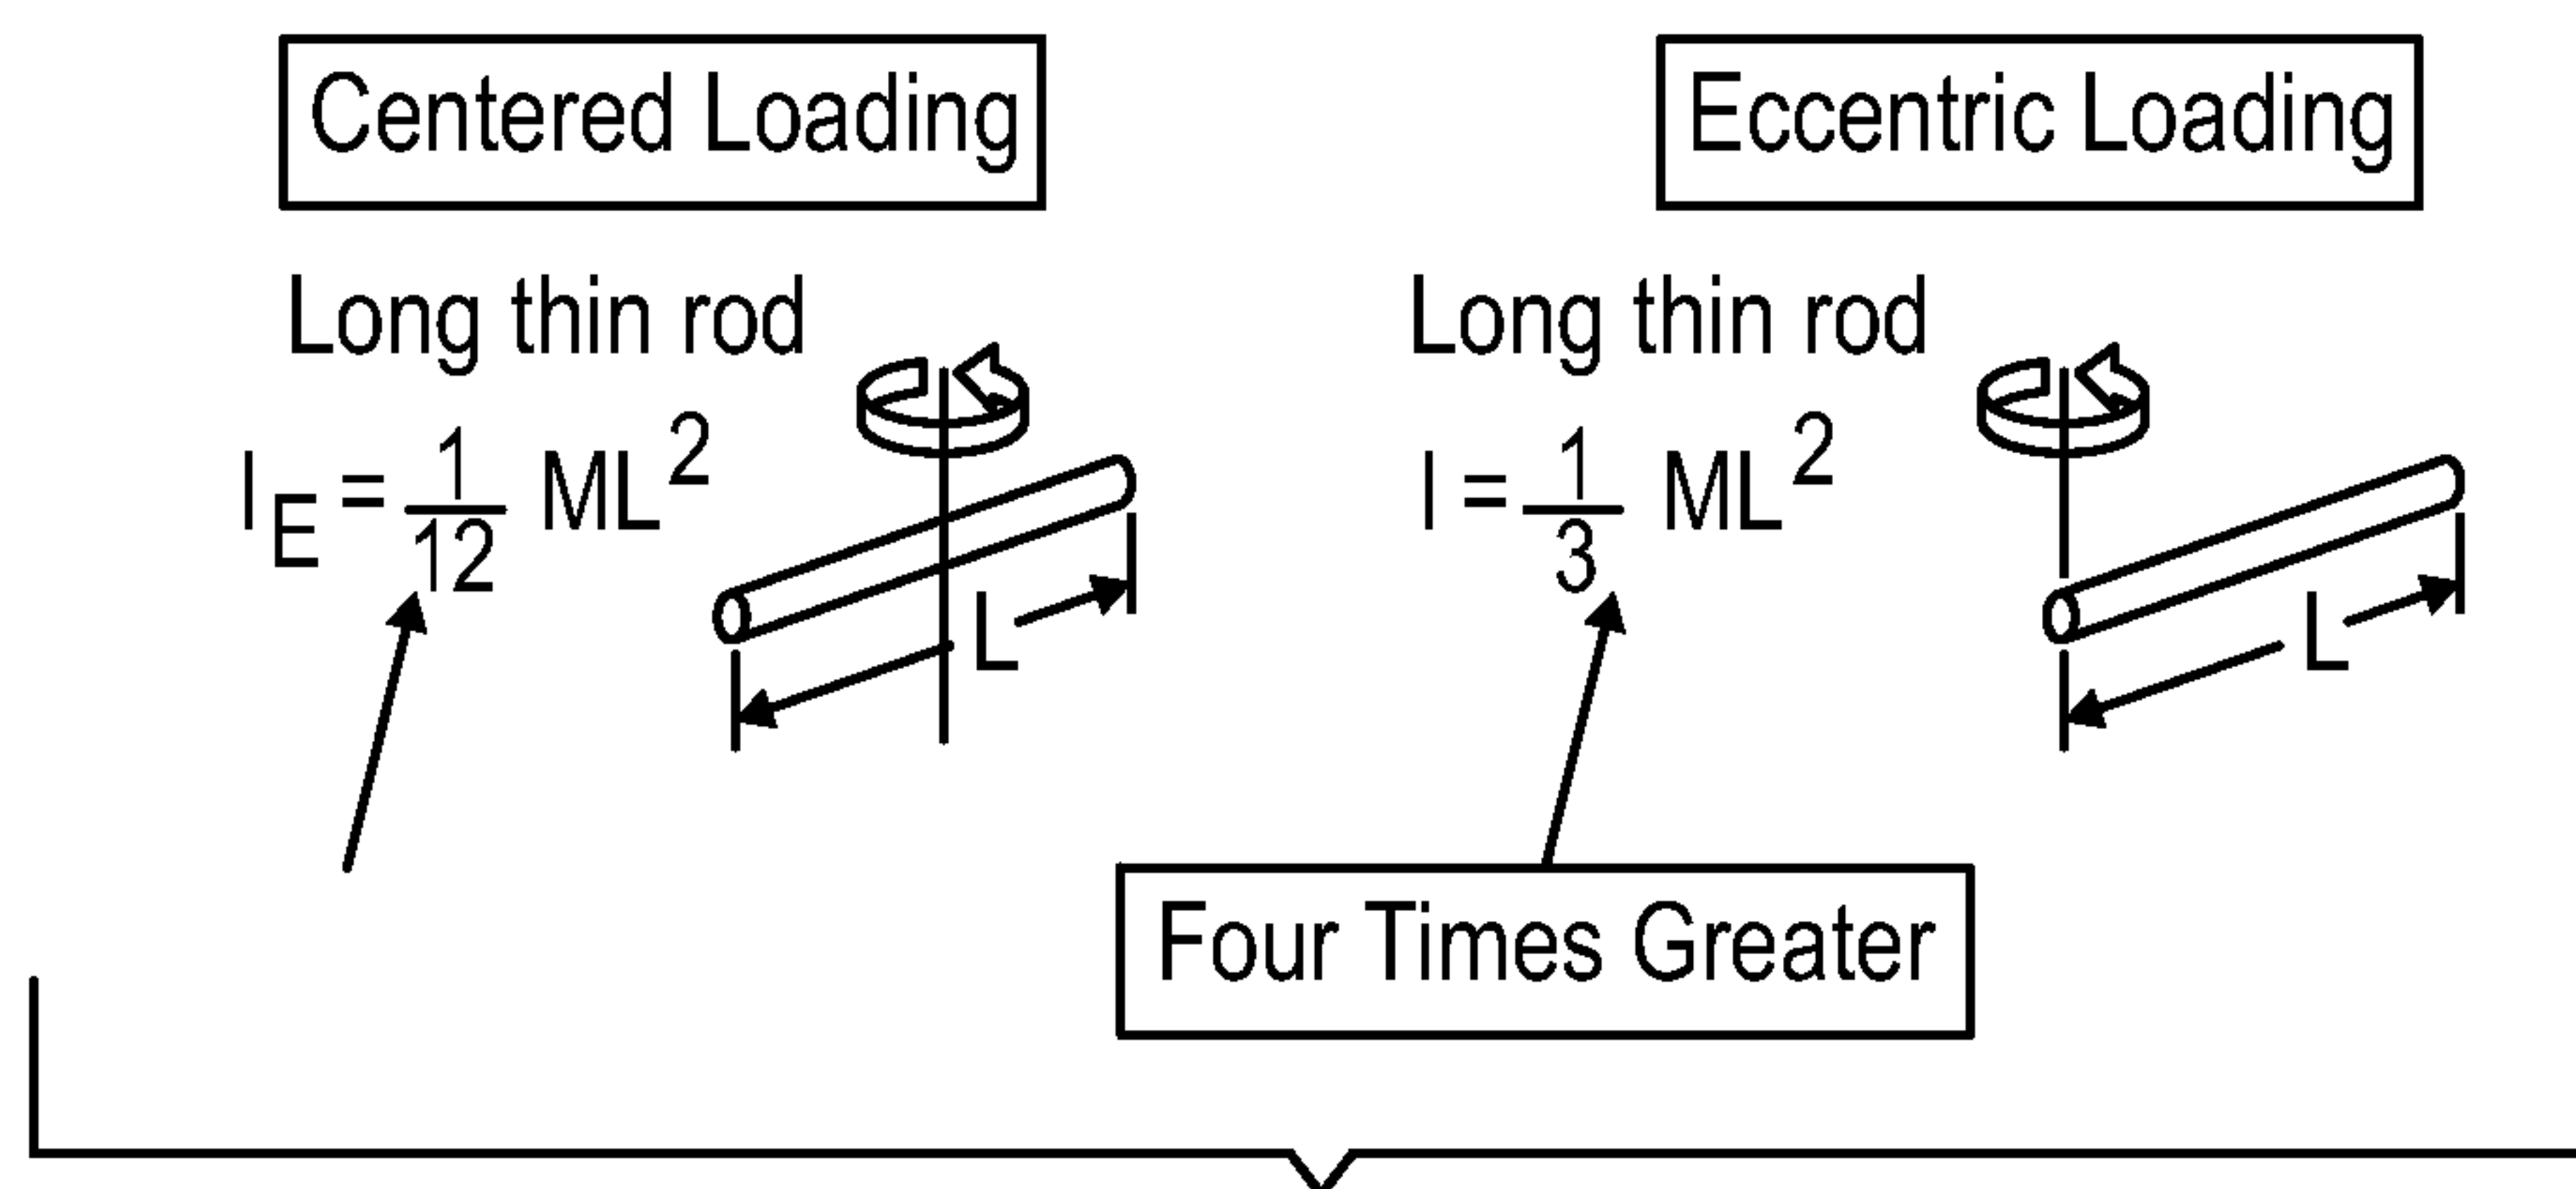 Centered Loading
Eccentric Loading
Long thin rod
I_E = 1/12 ML^2
L
Long thin rod
I = 1/3 ML^2
L
Four Times Greater